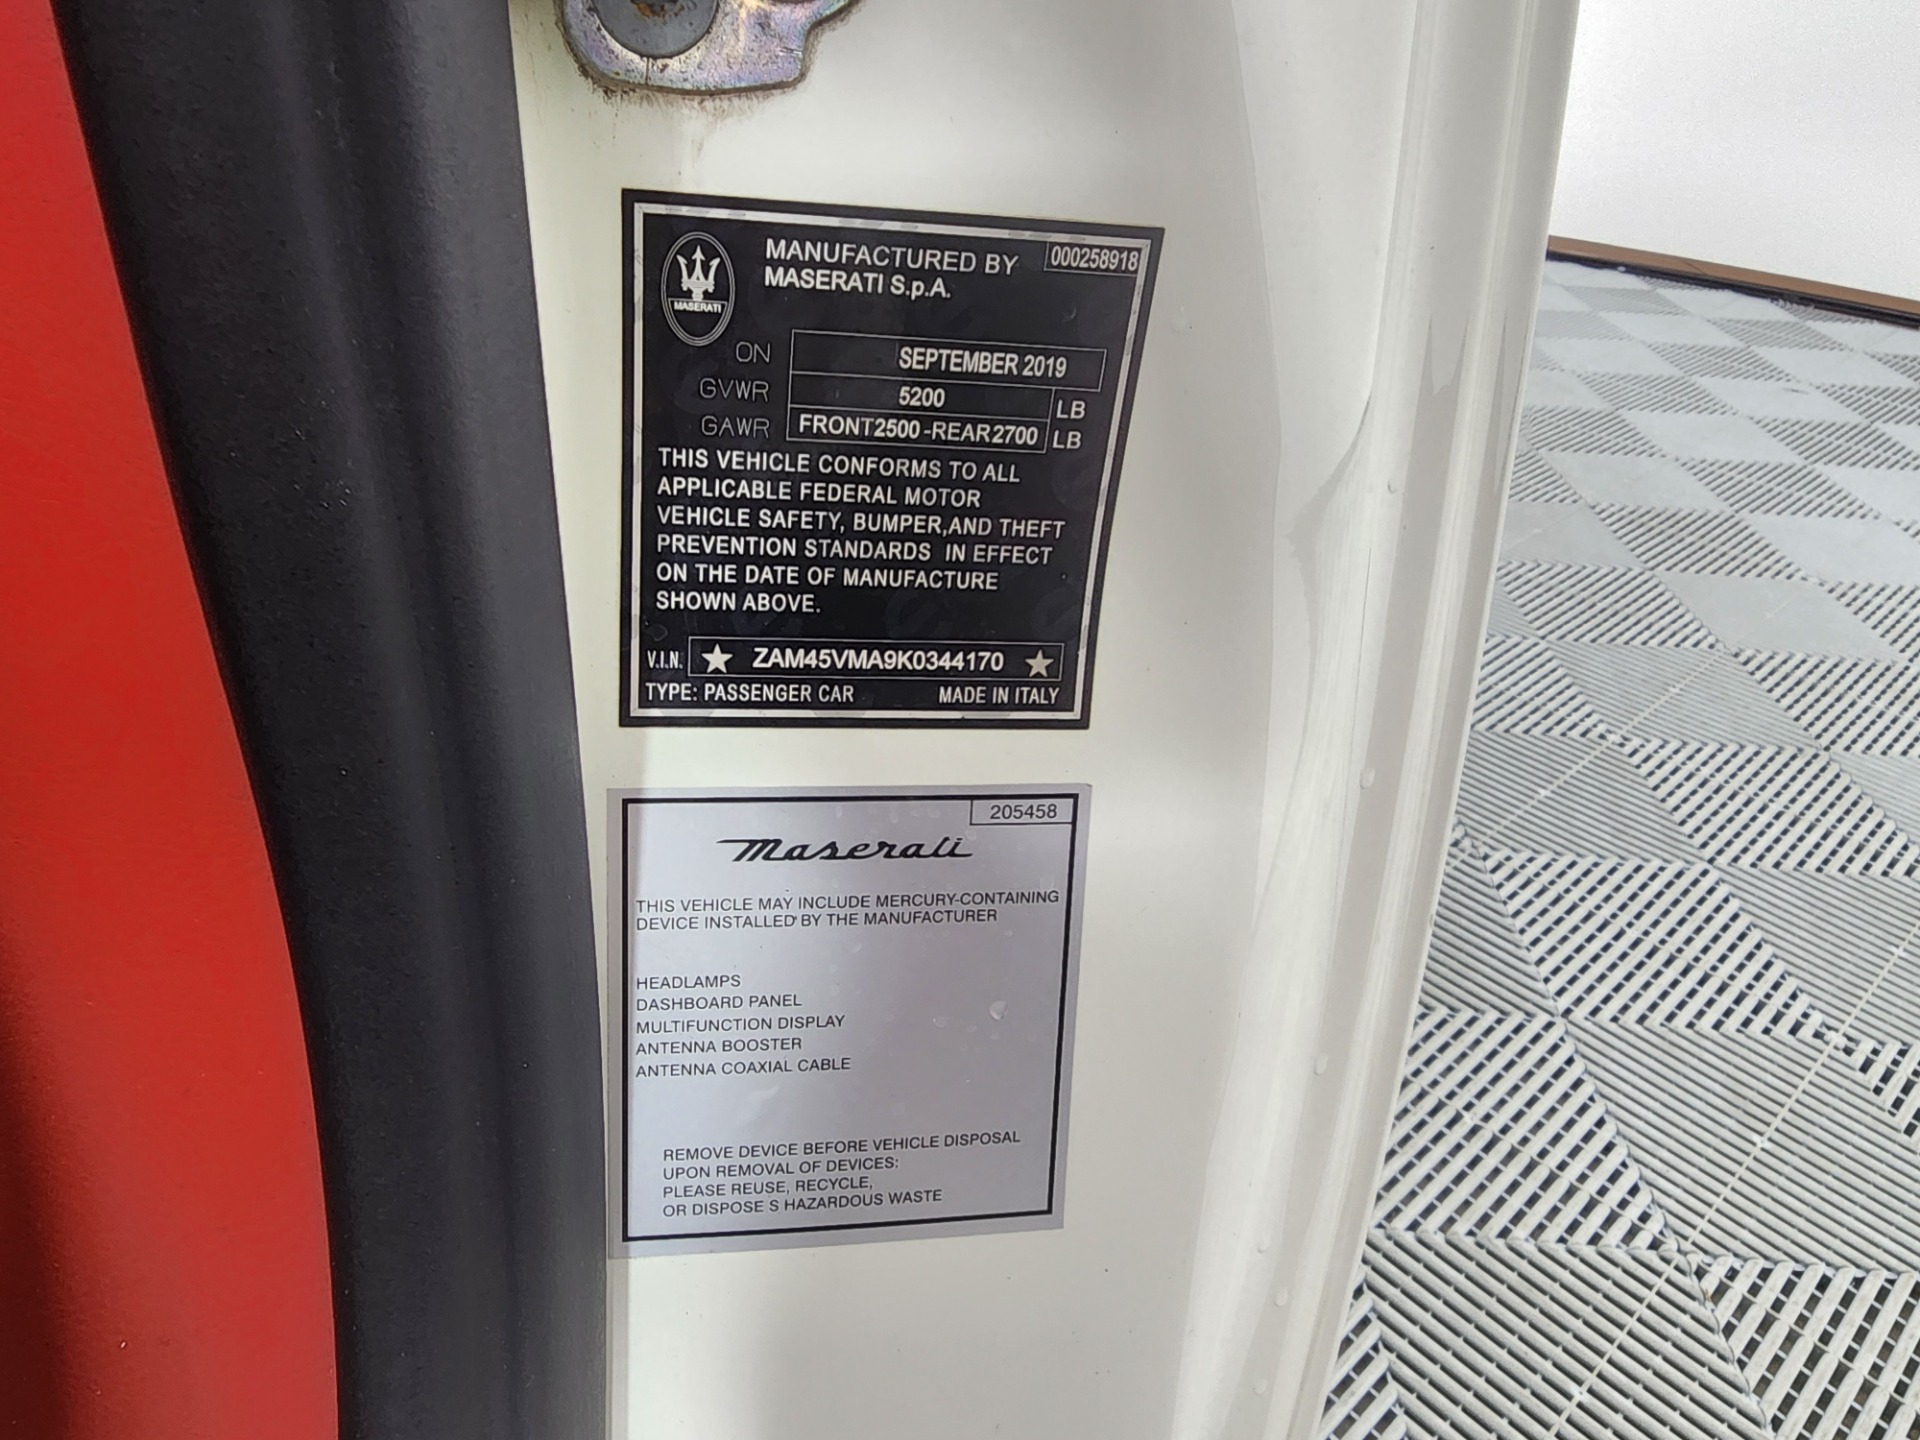 MANUFACTURED BY
MASERATI S.p.A.
000258918
MASERATI
ON SEPTEMBER 2019
GVWR 5200 LB
GAWR FRONT2500-REAR2700 LB
THIS VEHICLE CONFORMS TO ALL
APPLICABLE FEDERAL MOTOR
VEHICLE SAFETY, BUMPER,AND THEFT
PREVENTION STANDARDS IN EFFECT
ON THE DATE OF MANUFACTURE
SHOWN ABOVE.
V.I.N. ★ ZAM45VMA9K0344170 ★
TYPE: PASSENGER CAR MADE IN ITALY
205458
Maserati
THIS VEHICLE MAY INCLUDE MERCURY-CONTAINING
DEVICE INSTALLED BY THE MANUFACTURER
HEADLAMPS
DASHBOARD PANEL
MULTIFUNCTION DISPLAY
ANTENNA BOOSTER
ANTENNA COAXIAL CABLE
REMOVE DEVICE BEFORE VEHICLE DISPOSAL
UPON REMOVAL OF DEVICES:
PLEASE REUSE, RECYCLE,
OR DISPOSE S HAZARDOUS WASTE